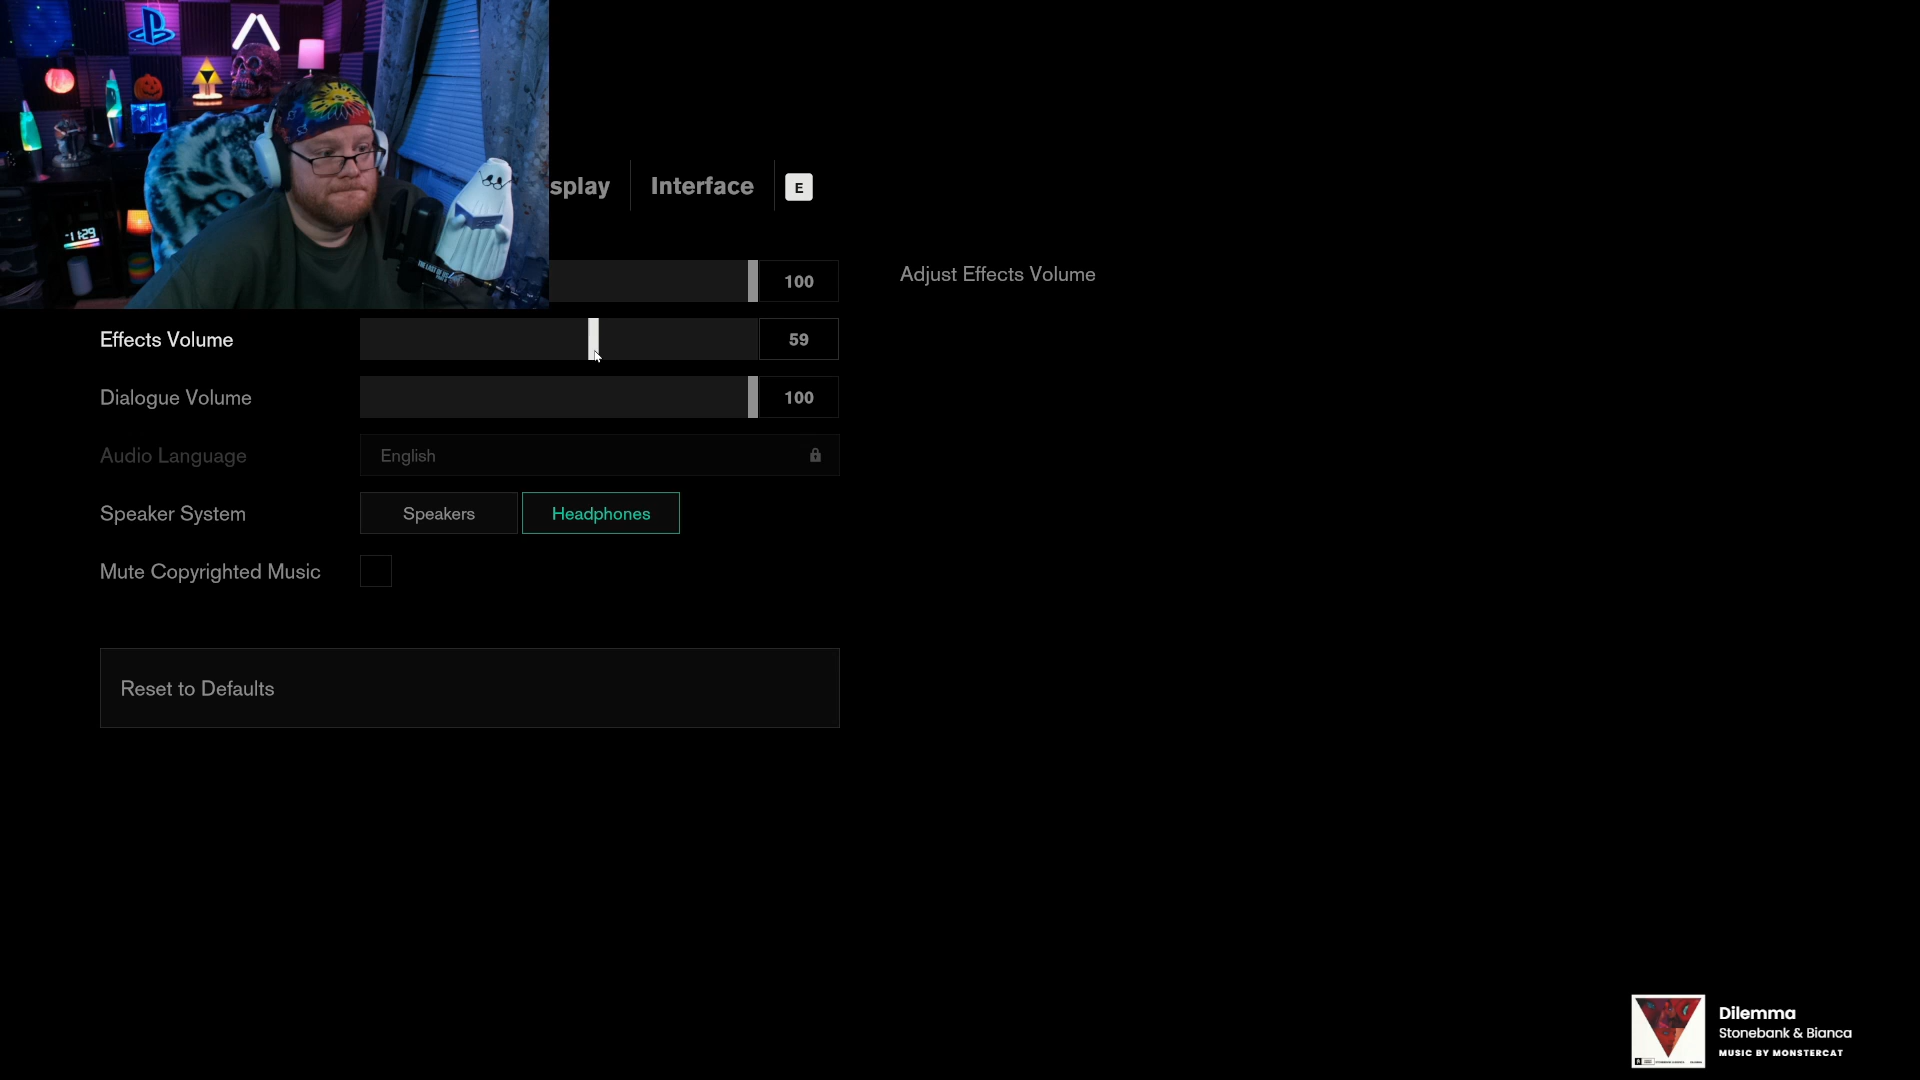 splay
Interface
E
100
Adjust Effects Volume
Effects Volume
59
Dialogue Volume
100
Audio Language
English
Speaker System
Speakers
Headphones
Mute Copyrighted Music
Reset to Defaults
Dilemma
Stonebank & Bianca
MUSIC BY MONSTERCAT